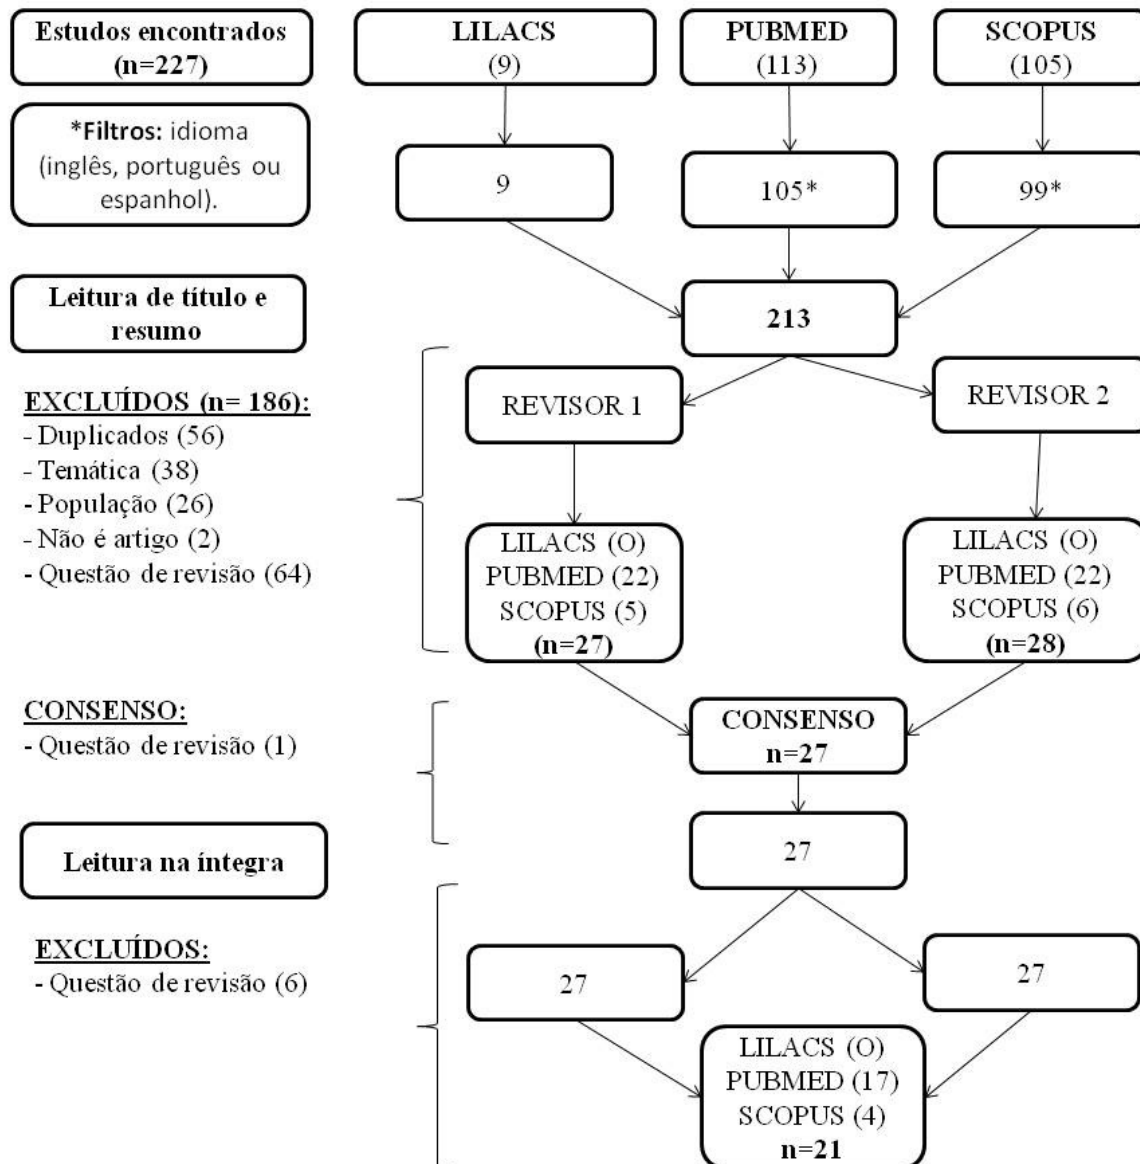 Estudos encontrados
(n=227)
LILACS
(9)
PUBMED
(113)
SCOPUS
(105)
*Filtros: idioma
(inglês, português ou
espanhol).
9
105*
99*
Leitura de título e
resumo
213
EXCLUÍDOS (n= 186):
- Duplicados (56)
- Temática (38)
- População (26)
- Não é artigo (2)
- Questão de revisão (64)
REVISOR 1
REVISOR 2
LILACS (O)
PUBMED (22)
SCOPUS (5)
(n=27)
LILACS (O)
PUBMED (22)
SCOPUS (6)
(n=28)
CONSENSO:
- Questão de revisão (1)
CONSENSO
n=27
27
Leitura na íntegra
EXCLUÍDOS:
- Questão de revisão (6)
27
27
LILACS (O)
PUBMED (17)
SCOPUS (4)
n=21